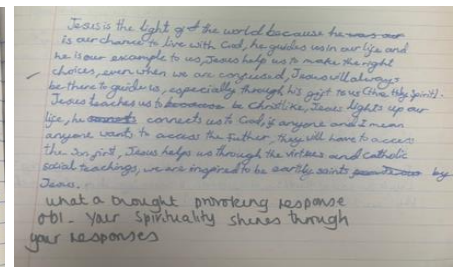 Jesus is the light of the world because he
is our chance to live with God, he guides us in our life and
he is our example to us, Jesus help us to make the right
choices, even when we are confused, Jesus will always
be there to guide us, especially through his gift to us (the Holy Spirit).
Jesus teaches us to be Christlike, Jesus lights up our
life, he connects us to God, if anyone and I mean
anyone wants to access the Father, they will have to access
the Son first, Jesus helps us through the virtues and catholic
social teachings, we are inspired to be earthly saints by
Jesus.
what a thought provoking response
Obi - your Spirituality shines through
your responses